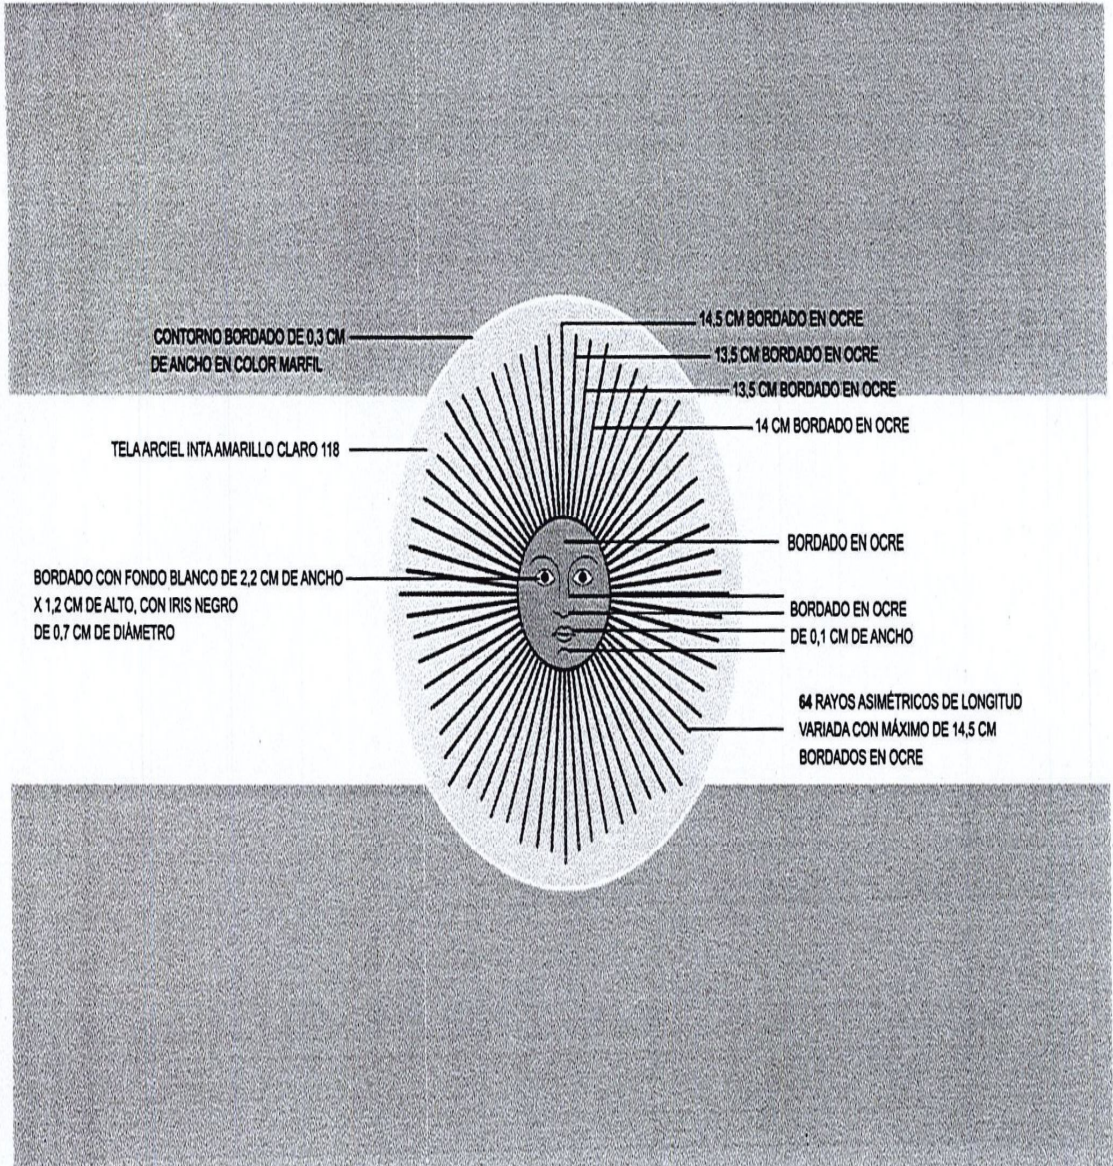 CONTORNO BORDADO DE 0,3 CM
DE ANCHO EN COLOR MARFIL
TELA ARCIEL INTA AMARILLO CLARO 118
BORDADO CON FONDO BLANCO DE 2,2 CM DE ANCHO
X 1,2 CM DE ALTO, CON IRIS NEGRO
DE 0,7 CM DE DIÁMETRO
14,5 CM BORDADO EN OCRE
13,5 CM BORDADO EN OCRE
13,5 CM BORDADO EN OCRE
14 CM BORDADO EN OCRE
BORDADO EN OCRE
BORDADO EN OCRE
DE 0,1 CM DE ANCHO
64 RAYOS ASIMÉTRICOS DE LONGITUD
VARIADA CON MÁXIMO DE 14,5 CM
BORDADOS EN OCRE